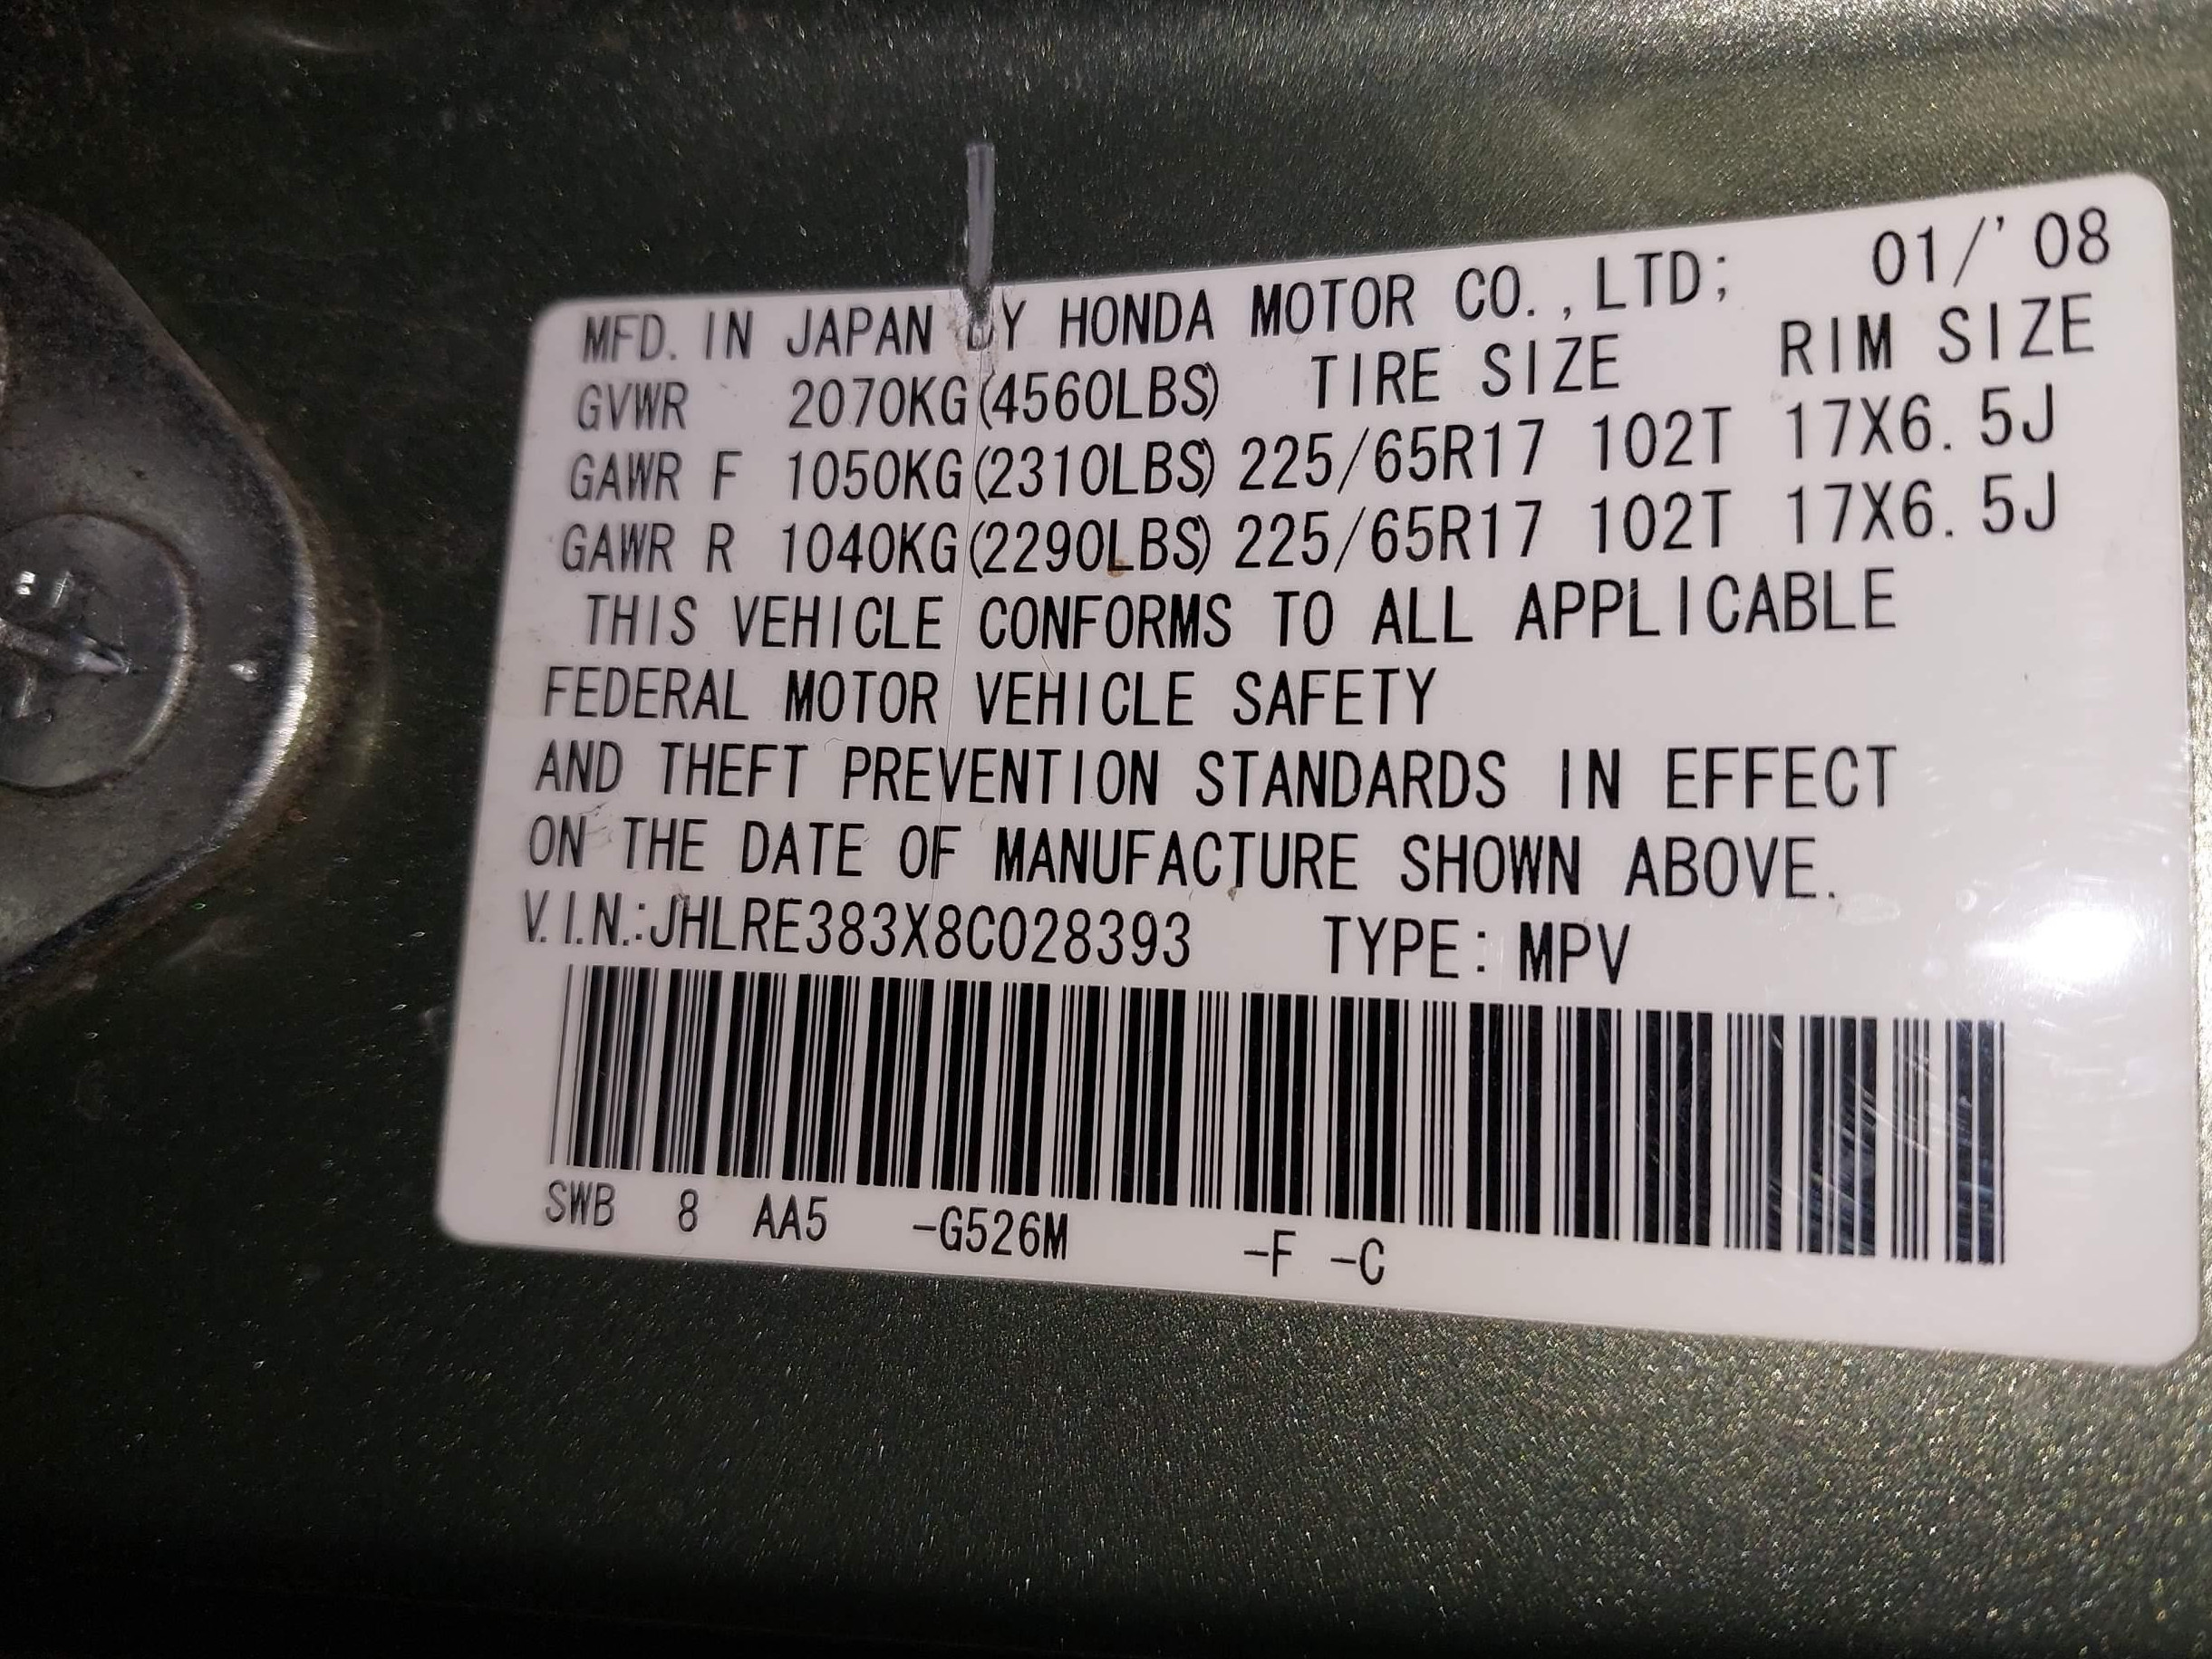 MFD. IN JAPAN BY HONDA MOTOR CO.,LTD; 01/'08
GVWR 2070KG(4560LBS) TIRE SIZE RIM SIZE
GAWR F 1050KG(2310LBS) 225/65R17 102T 17X6.5J
GAWR R 1040KG(2290LBS) 225/65R17 102T 17X6.5J
THIS VEHICLE CONFORMS TO ALL APPLICABLE
FEDERAL MOTOR VEHICLE SAFETY
AND THEFT PREVENTION STANDARDS IN EFFECT
ON THE DATE OF MANUFACTURE SHOWN ABOVE.
V.I.N.:JHLRE383X8C028393 TYPE: MPV
SWB 8 AA5 -G526M -F -C